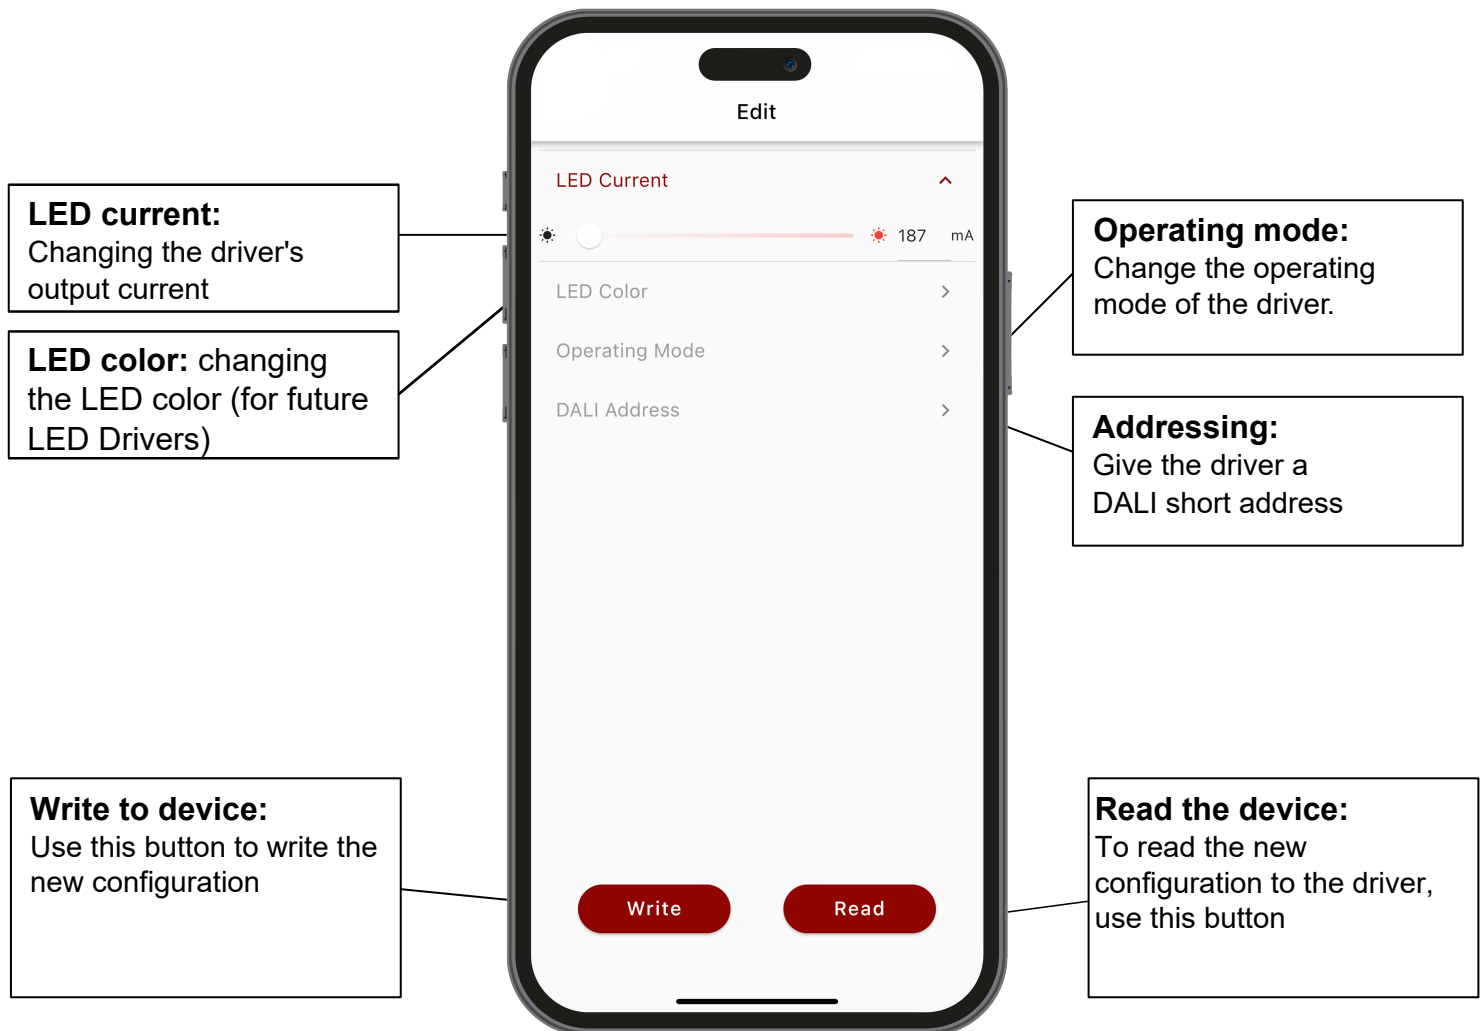 Edit
LED Current
187 mA
LED Color
Operating Mode
DALI Address
Write
Read
LED current:
Changing the driver's
output current
LED color: changing
the LED color (for future
LED Drivers)
Write to device:
Use this button to write the
new configuration
Operating mode:
Change the operating
mode of the driver.
Addressing:
Give the driver a
DALI short address
Read the device:
To read the new
configuration to the driver,
use this button